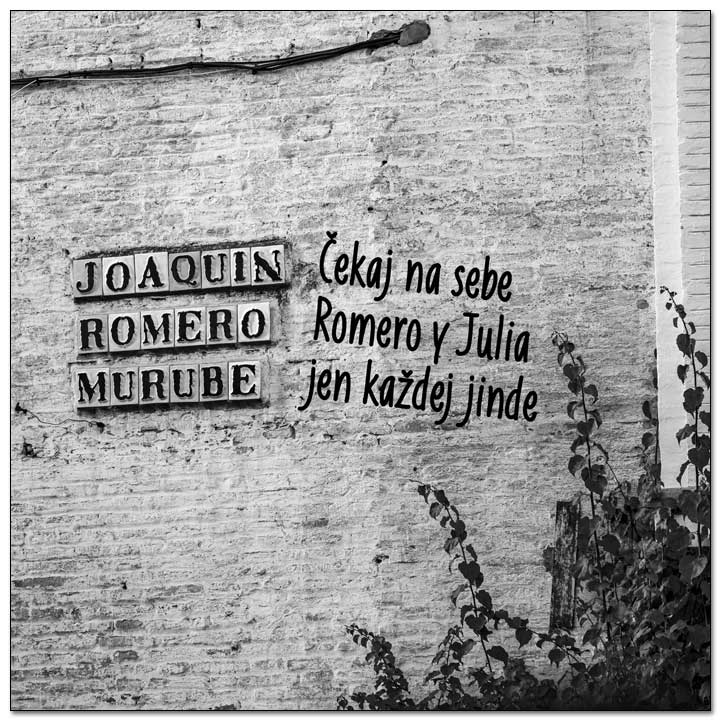 JOAQUIN
ROMERO
MURUBE
Čekaj na sebe
Romero y Julia
jen každej jinde